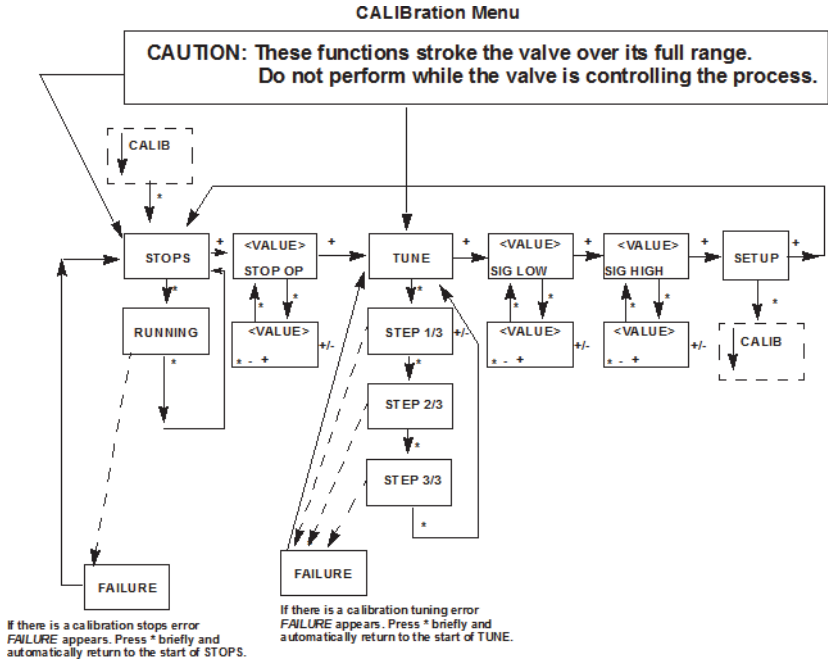 CALIBration Menu
CAUTION: These functions stroke the valve over its full range.
Do not perform while the valve is controlling the process.
CALIB
*
STOPS
+
<VALUE>
STOP OP
+
TUNE
+
<VALUE>
SIG LOW
+
<VALUE>
SIG HIGH
+
SETUP
+
*
*
*
*
*
*
*
*
*
RUNNING
<VALUE>
* - +
+/-
STEP 1/3
+/-
<VALUE>
* - +
+/-
<VALUE>
* - +
+/-
CALIB
*
*
STEP 2/3
*
STEP 3/3
*
FAILURE
FAILURE
If there is a calibration stops error
FAILURE appears. Press * briefly and
automatically return to the start of STOPS.
If there is a calibration tuning error
FAILURE appears. Press * briefly and
automatically return to the start of TUNE.